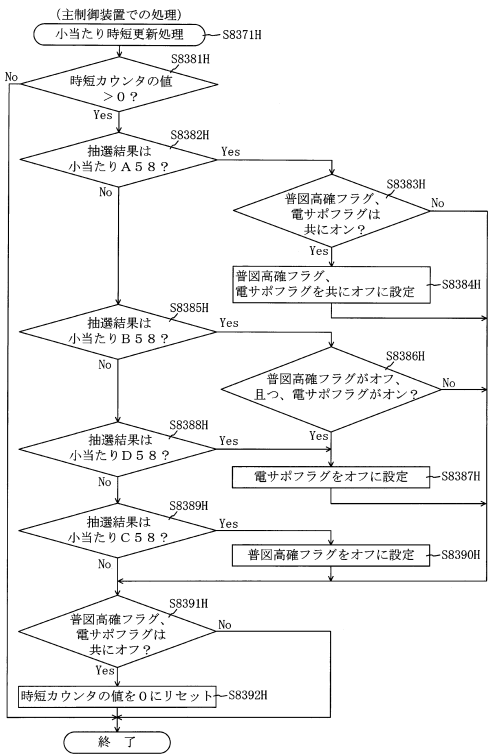 （主制御装置での処理）
小当たり時短更新処理
S8371H
S8381H
No
時短カウンタの値
＞０？
Yes
S8382H
抽選結果は
小当たりＡ５８？
Yes
No
S8383H
普図高確フラグ、
電サポフラグは
共にオン？
No
Yes
普図高確フラグ、
電サポフラグを共にオフに設定
S8384H
S8385H
抽選結果は
小当たりＢ５８？
Yes
No
S8386H
普図高確フラグがオフ、
且つ、電サポフラグがオン？
No
Yes
S8388H
抽選結果は
小当たりＤ５８？
Yes
No
電サポフラグをオフに設定
S8387H
S8389H
抽選結果は
小当たりＣ５８？
Yes
No
普図高確フラグをオフに設定
S8390H
S8391H
普図高確フラグ、
電サポフラグは
共にオフ？
No
Yes
時短カウンタの値を０にリセット
S8392H
終 了